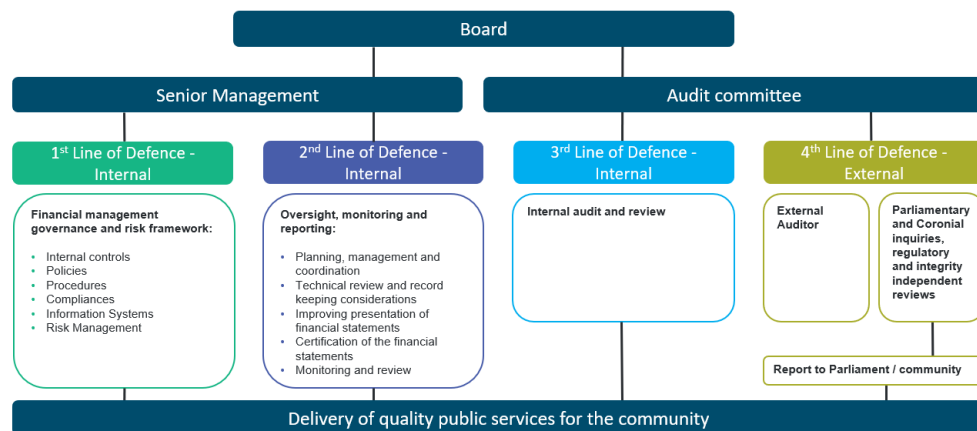 Board
Senior Management
Audit committee
1st Line of Defence -
Internal
2nd Line of Defence -
Internal
3rd Line of Defence -
Internal
4th Line of Defence -
External
Financial management
governance and risk framework:
• Internal controls
• Policies
• Procedures
• Compliances
• Information Systems
• Risk Management
Oversight, monitoring and
reporting:
• Planning, management and
coordination
• Technical review and record
keeping considerations
• Improving presentation of
financial statements
• Certification of the financial
statements
• Monitoring and review
Internal audit and review
External
Auditor
Parliamentary
and Coronial
inquiries,
regulatory
and integrity
independent
reviews
Report to Parliament / community
Delivery of quality public services for the community